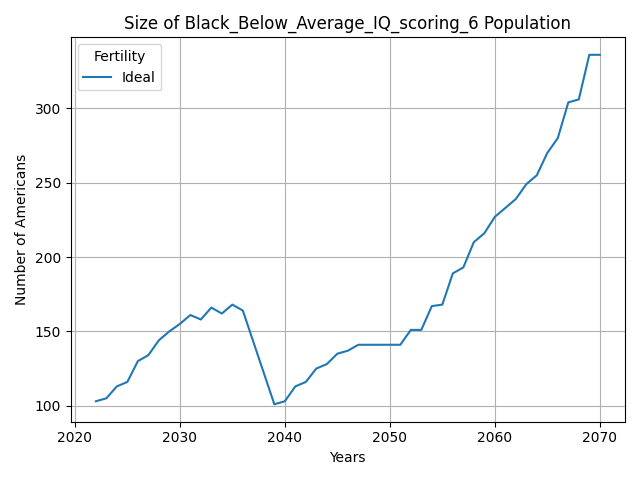 Size of Black_Below_Average_IQ_scoring_6 Population
Fertility
Ideal
300
250
200
150
100
Number of Americans
2020 2030 2040 2050 2060 2070
Years